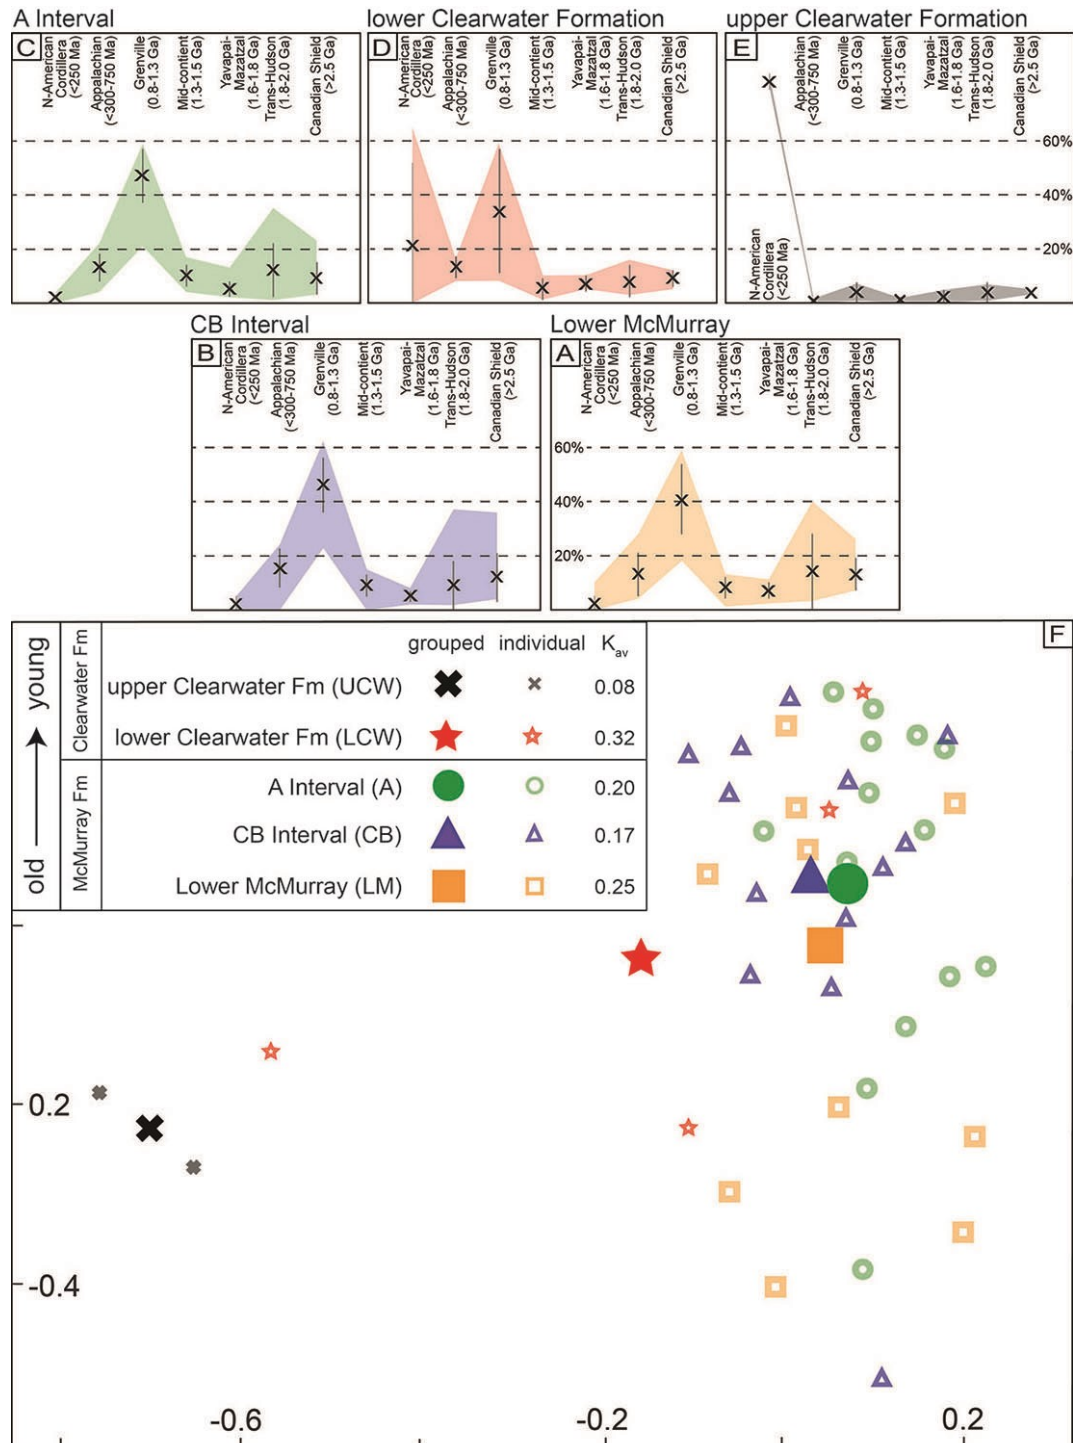 A Interval
C
N-American
Cordillera
(<250 Ma)
Appalachian
(<300-750 Ma)
Grenville
(0.8-1.3 Ga)
Mid-contient
(1.3-1.5 Ga)
Yavapai-
Mazatzal
(1.6-1.8 Ga)
Trans-Hudson
(1.8-2.0 Ga)
Canadian Shield
(>2.5 Ga)
lower Clearwater Formation
D
N-American
Cordillera
(<250 Ma)
Appalachian
(<300-750 Ma)
Grenville
(0.8-1.3 Ga)
Mid-contient
(1.3-1.5 Ga)
Yavapai-
Mazatzal
(1.6-1.8 Ga)
Trans-Hudson
(1.8-2.0 Ga)
Canadian Shield
(>2.5 Ga)
upper Clearwater Formation
E
N-American
Cordillera
(<250 Ma)
Appalachian
(<300-750 Ma)
Grenville
(0.8-1.3 Ga)
Mid-contient
(1.3-1.5 Ga)
Yavapai-
Mazatzal
(1.6-1.8 Ga)
Trans-Hudson
(1.8-2.0 Ga)
Canadian Shield
(>2.5 Ga)
60%
40%
20%
CB Interval
B
N-American
Cordillera
(<250 Ma)
Appalachian
(<300-750 Ma)
Grenville
(0.8-1.3 Ga)
Mid-contient
(1.3-1.5 Ga)
Yavapai-
Mazatzal
(1.6-1.8 Ga)
Trans-Hudson
(1.8-2.0 Ga)
Canadian Shield
(>2.5 Ga)
Lower McMurray
A
N-American
Cordillera
(<250 Ma)
Appalachian
(<300-750 Ma)
Grenville
(0.8-1.3 Ga)
Mid-contient
(1.3-1.5 Ga)
Yavapai-
Mazatzal
(1.6-1.8 Ga)
Trans-Hudson
(1.8-2.0 Ga)
Canadian Shield
(>2.5 Ga)
60%
40%
20%
F
old → young
Clearwater Fm
McMurray Fm
grouped individual Kav
upper Clearwater Fm (UCW) 0.08
lower Clearwater Fm (LCW) 0.32
A Interval (A) 0.20
CB Interval (CB) 0.17
Lower McMurray (LM) 0.25
-0.2
-0.4
-0.6 -0.2 0.2